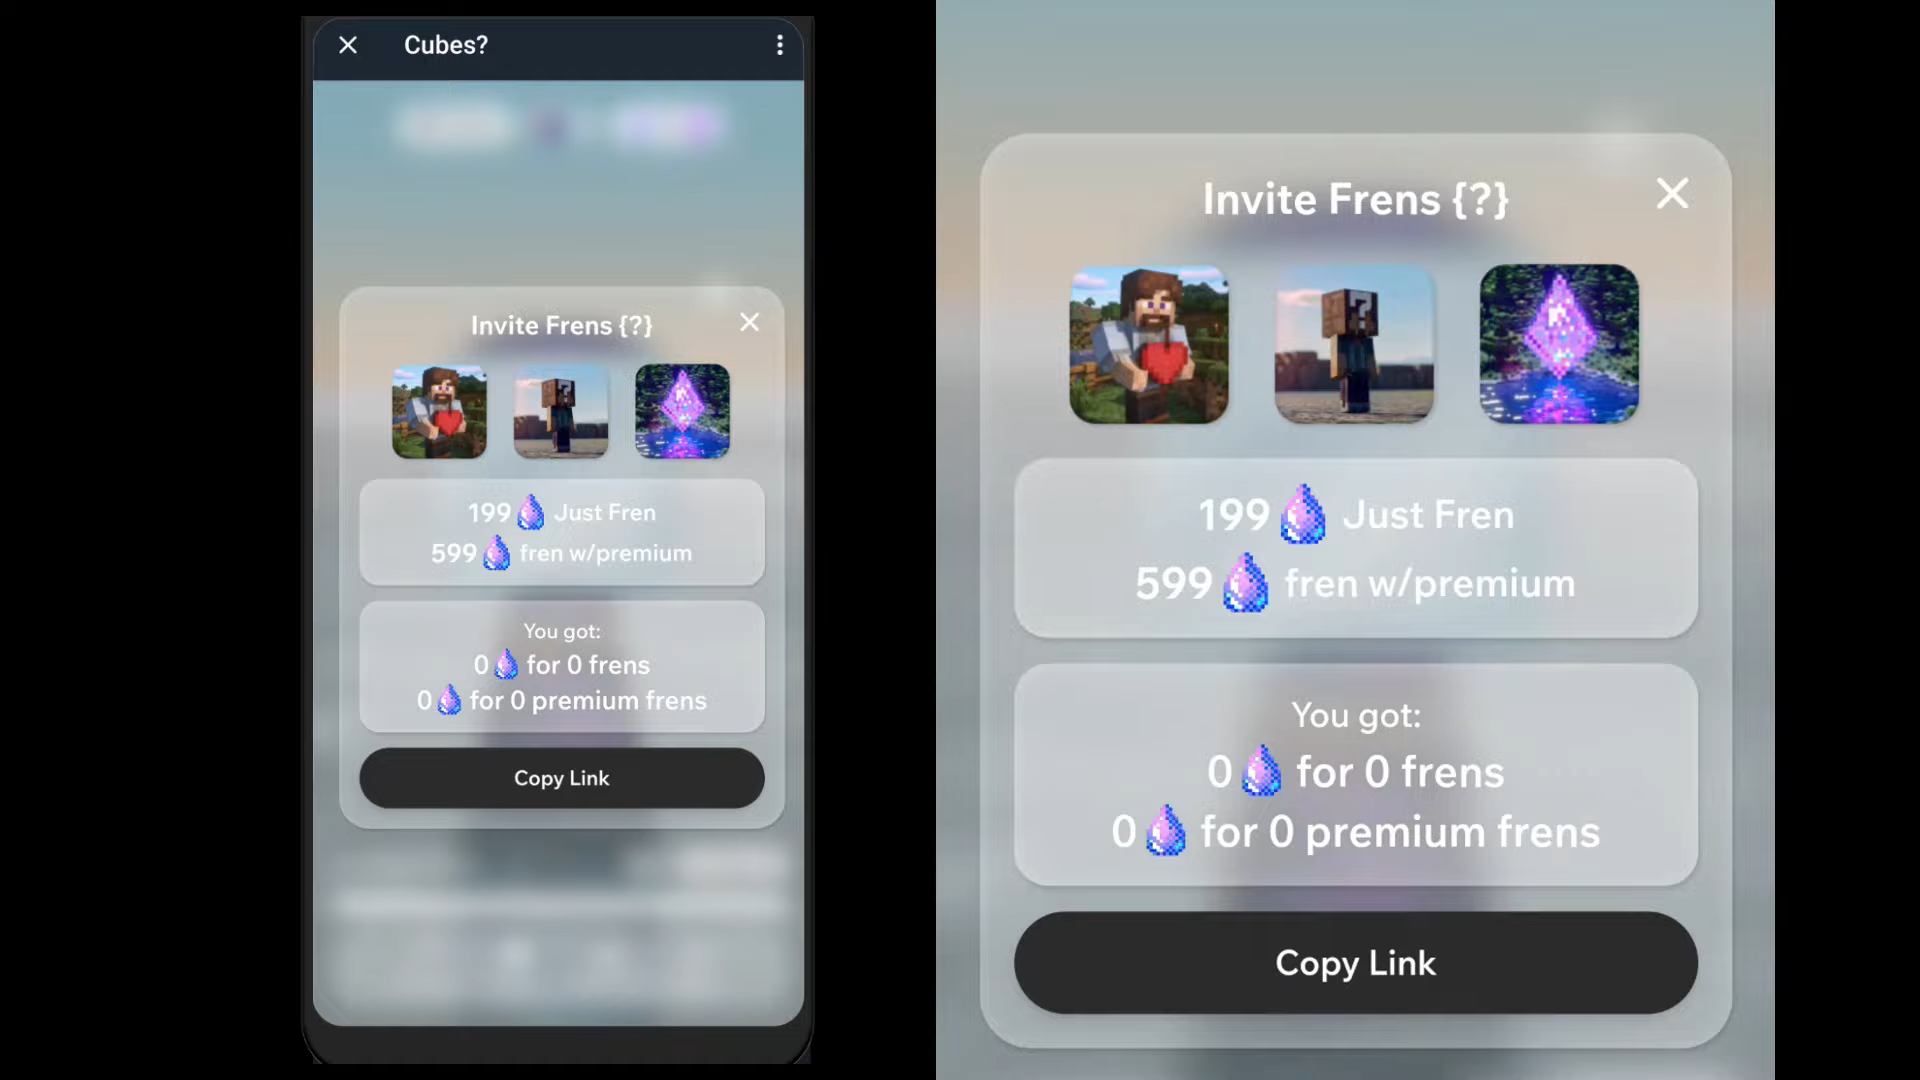 Cubes?
Invite Frens {?}
199 Just Fren
599 fren w/premium
You got:
0 for 0 frens
0 for 0 premium frens
Copy Link
Invite Frens {?}
199 Just Fren
599 fren w/premium
You got:
0 for 0 frens
0 for 0 premium frens
Copy Link